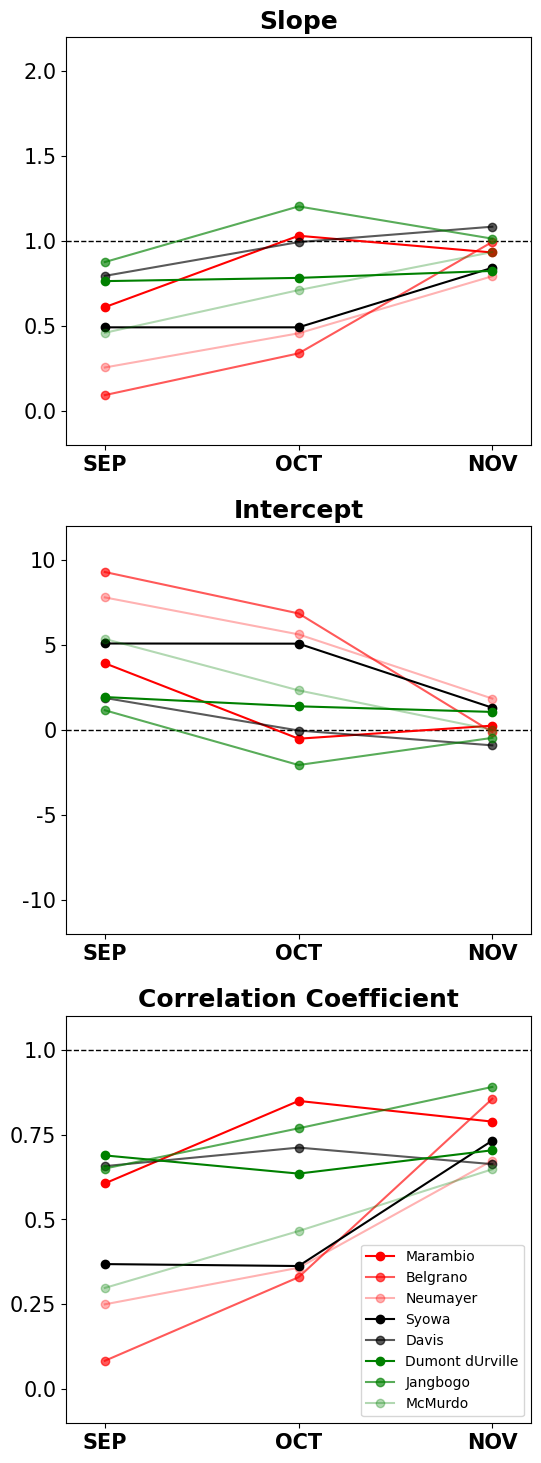 Slope
2.0
1.5
1.0
0.5
0.0
SEP OCT NOV
Intercept
10
5
0
-5
-10
SEP OCT NOV
Correlation Coefficient
1.0
0.75
0.5
0.25
0.0
Marambio
Belgrano
Neumayer
Syowa
Davis
Dumont dUrville
Jangbogo
McMurdo
SEP OCT NOV